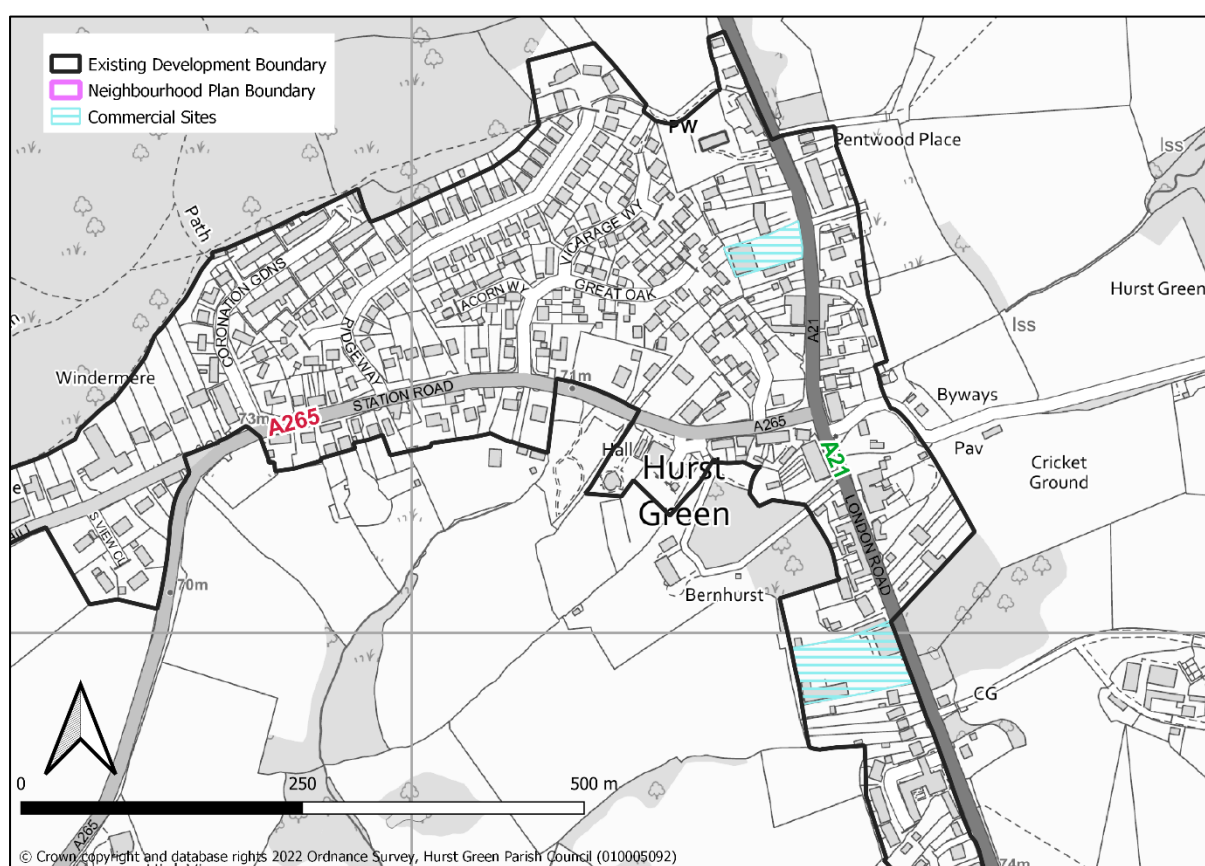 Existing Development Boundary
Neighbourhood Plan Boundary
Commercial Sites
PW
Pentwood Place
Iss
Path
VICARAGE WY
CORONATION GDNS
ACORN WY
GREAT OAK
Hurst Green
Iss
RIDGEWAY
A21
Windermere
71m
STATION ROAD
Byways
73m
A265
A265
Hall
A21
Pav
Hurst
Green
Cricket
Ground
S VIEW CL
LONDON ROAD
70m
Bernhurst
CG
0
250
500 m
A265
74m
© Crown copyright and database rights 2022 Ordnance Survey, Hurst Green Parish Council (010005092)